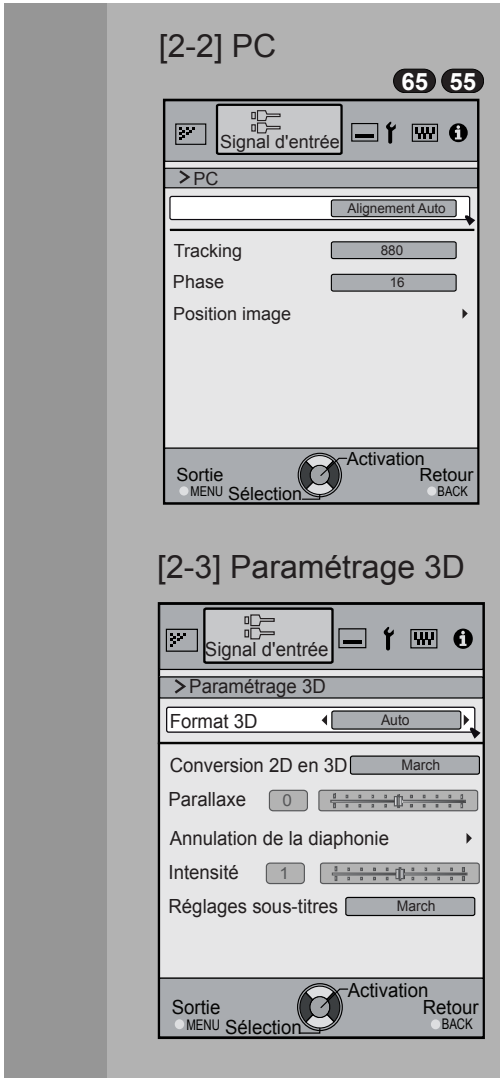 [2-2] PC
65 55
Signal d'entrée
>PC
Alignement Auto
Tracking 880
Phase 16
Position image
Activation
Sortie Retour
MENU Sélection BACK
[2-3] Paramétrage 3D
Signal d'entrée
>Paramétrage 3D
Format 3D Auto
Conversion 2D en 3D March
Parallaxe 0
Annulation de la diaphonie
Intensité 1
Réglages sous-titres March
Activation
Sortie Retour
MENU Sélection BACK